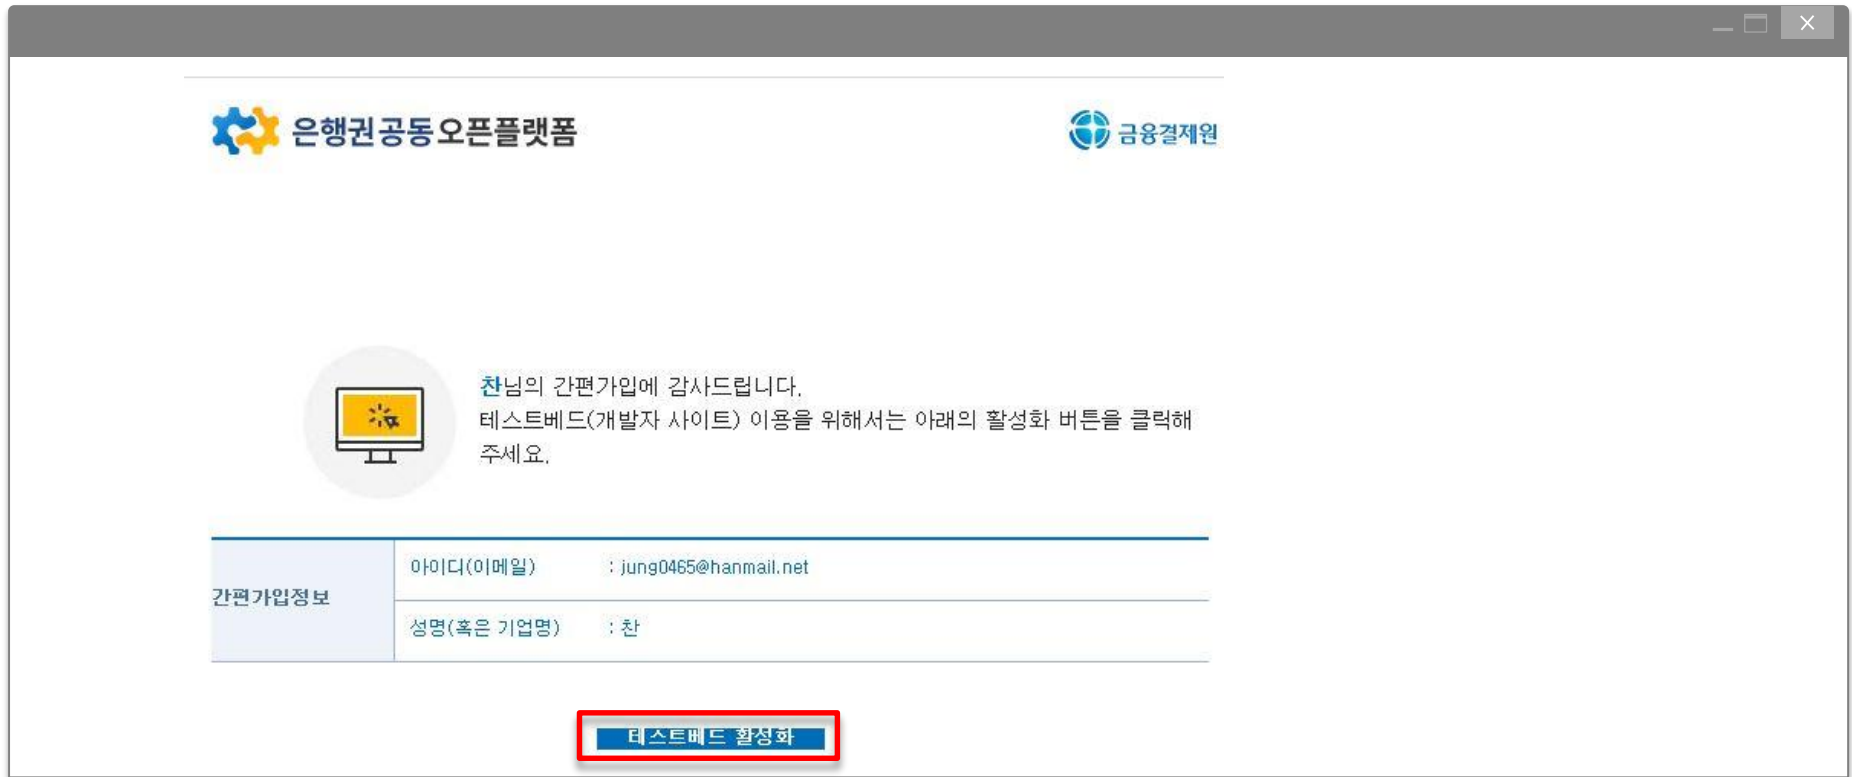 은행권공동오픈플랫폼
금융결제원
찬님의 간편가입에 감사드립니다.
테스트베드(개발자 사이트) 이용을 위해서는 아래의 활성화 버튼을 클릭해
주세요.
간편가입정보
아이디(이메일) : jung0465@hanmail.net
성명(혹은 기업명) : 찬
테스트베드 활성화